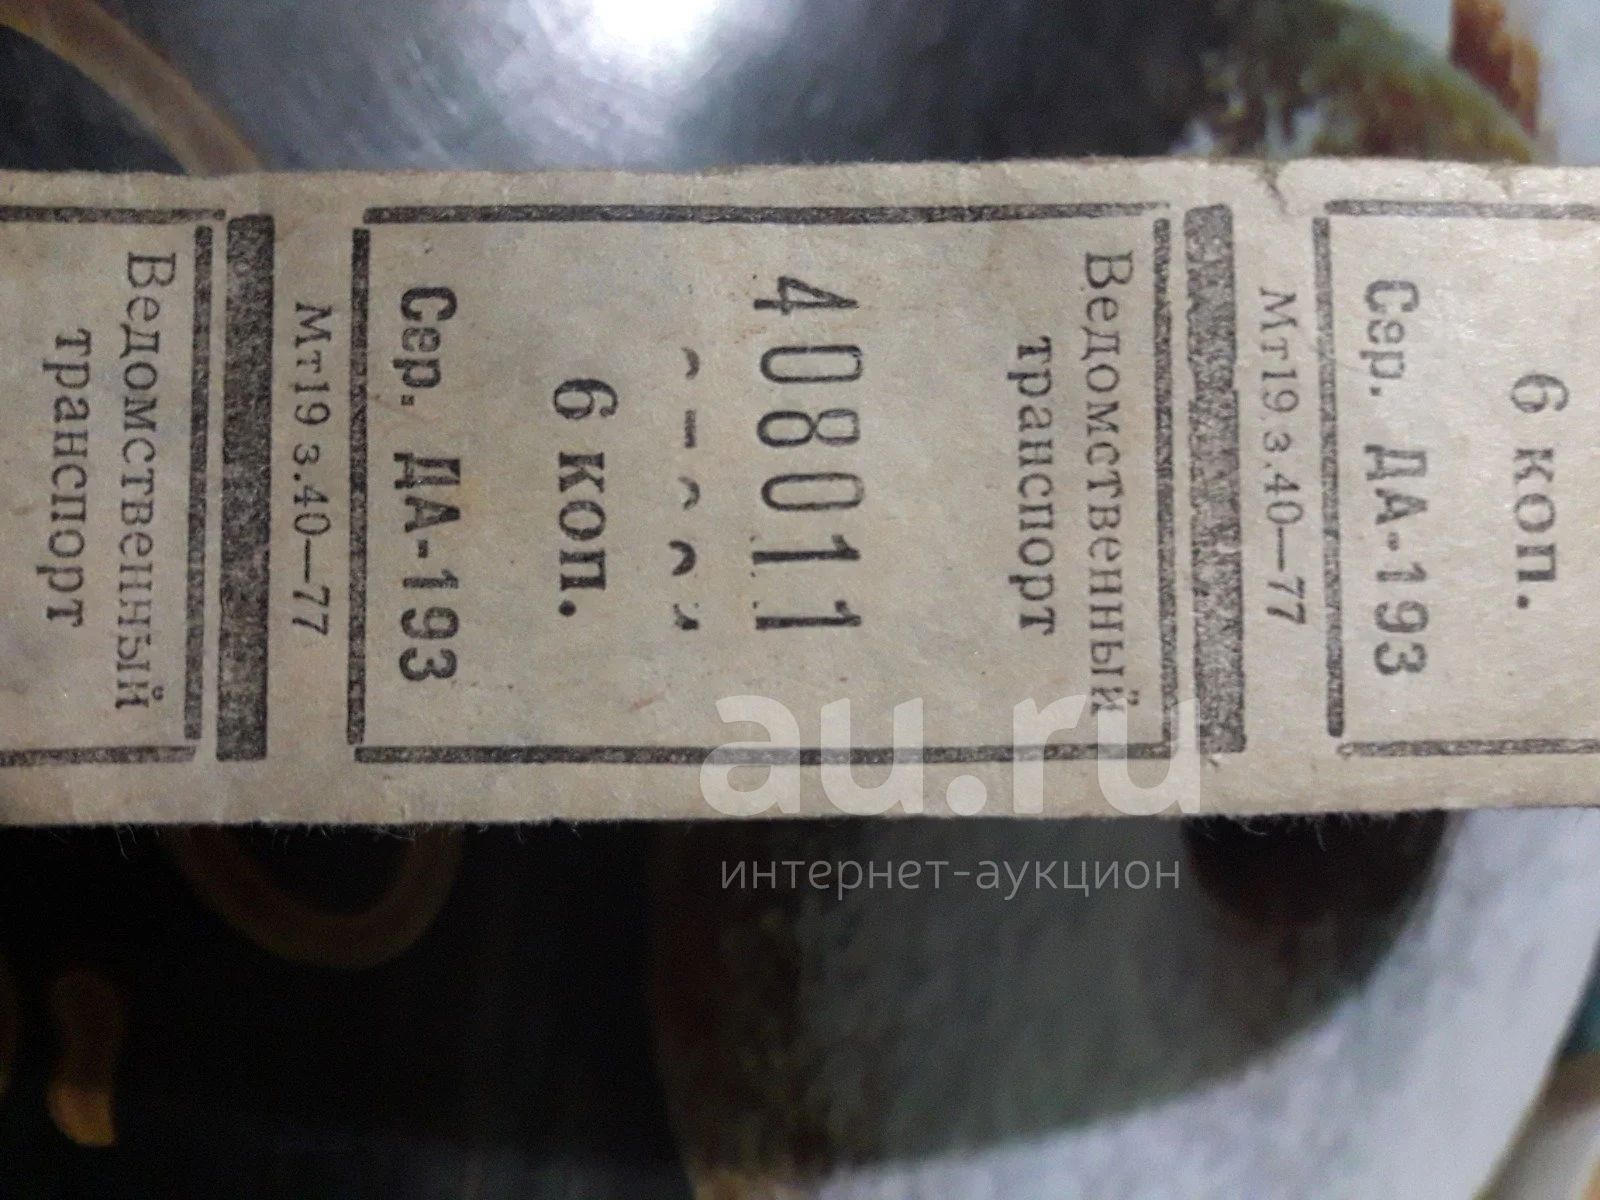 Ведомственный
транспорт
Мт19 з.40—77
Сер. ДА-193
6 коп.
408011
Ведомственный
транспорт
Мт19 з.40—77
Сер. ДА-193
6 коп.
au.ru
интернет-аукцион